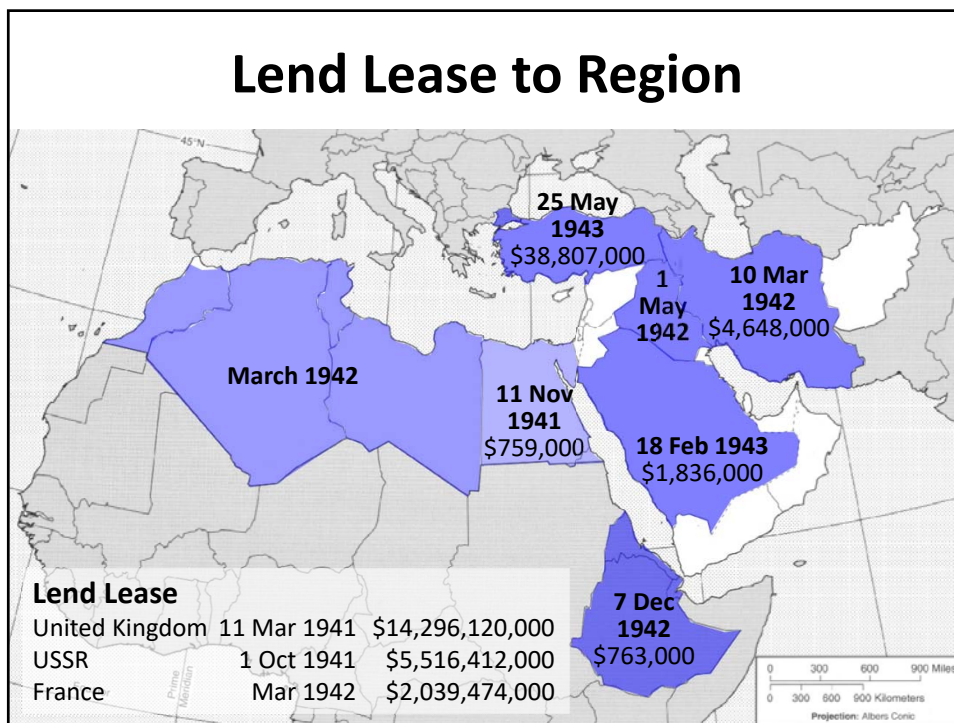 Lend Lease to Region
45°N
25 May
1943
$38,807,000
1
May
1942
10 Mar
1942
$4,648,000
March 1942
11 Nov
1941
$759,000
18 Feb 1943
$1,836,000
7 Dec
1942
$763,000
Lend Lease
United Kingdom 11 Mar 1941 $14,296,120,000
USSR 1 Oct 1941 $5,516,412,000
France Mar 1942 $2,039,474,000
Prime
Meridian
0 300 600 900 Miles
0 300 600 900 Kilometers
Projection: Albers Conic